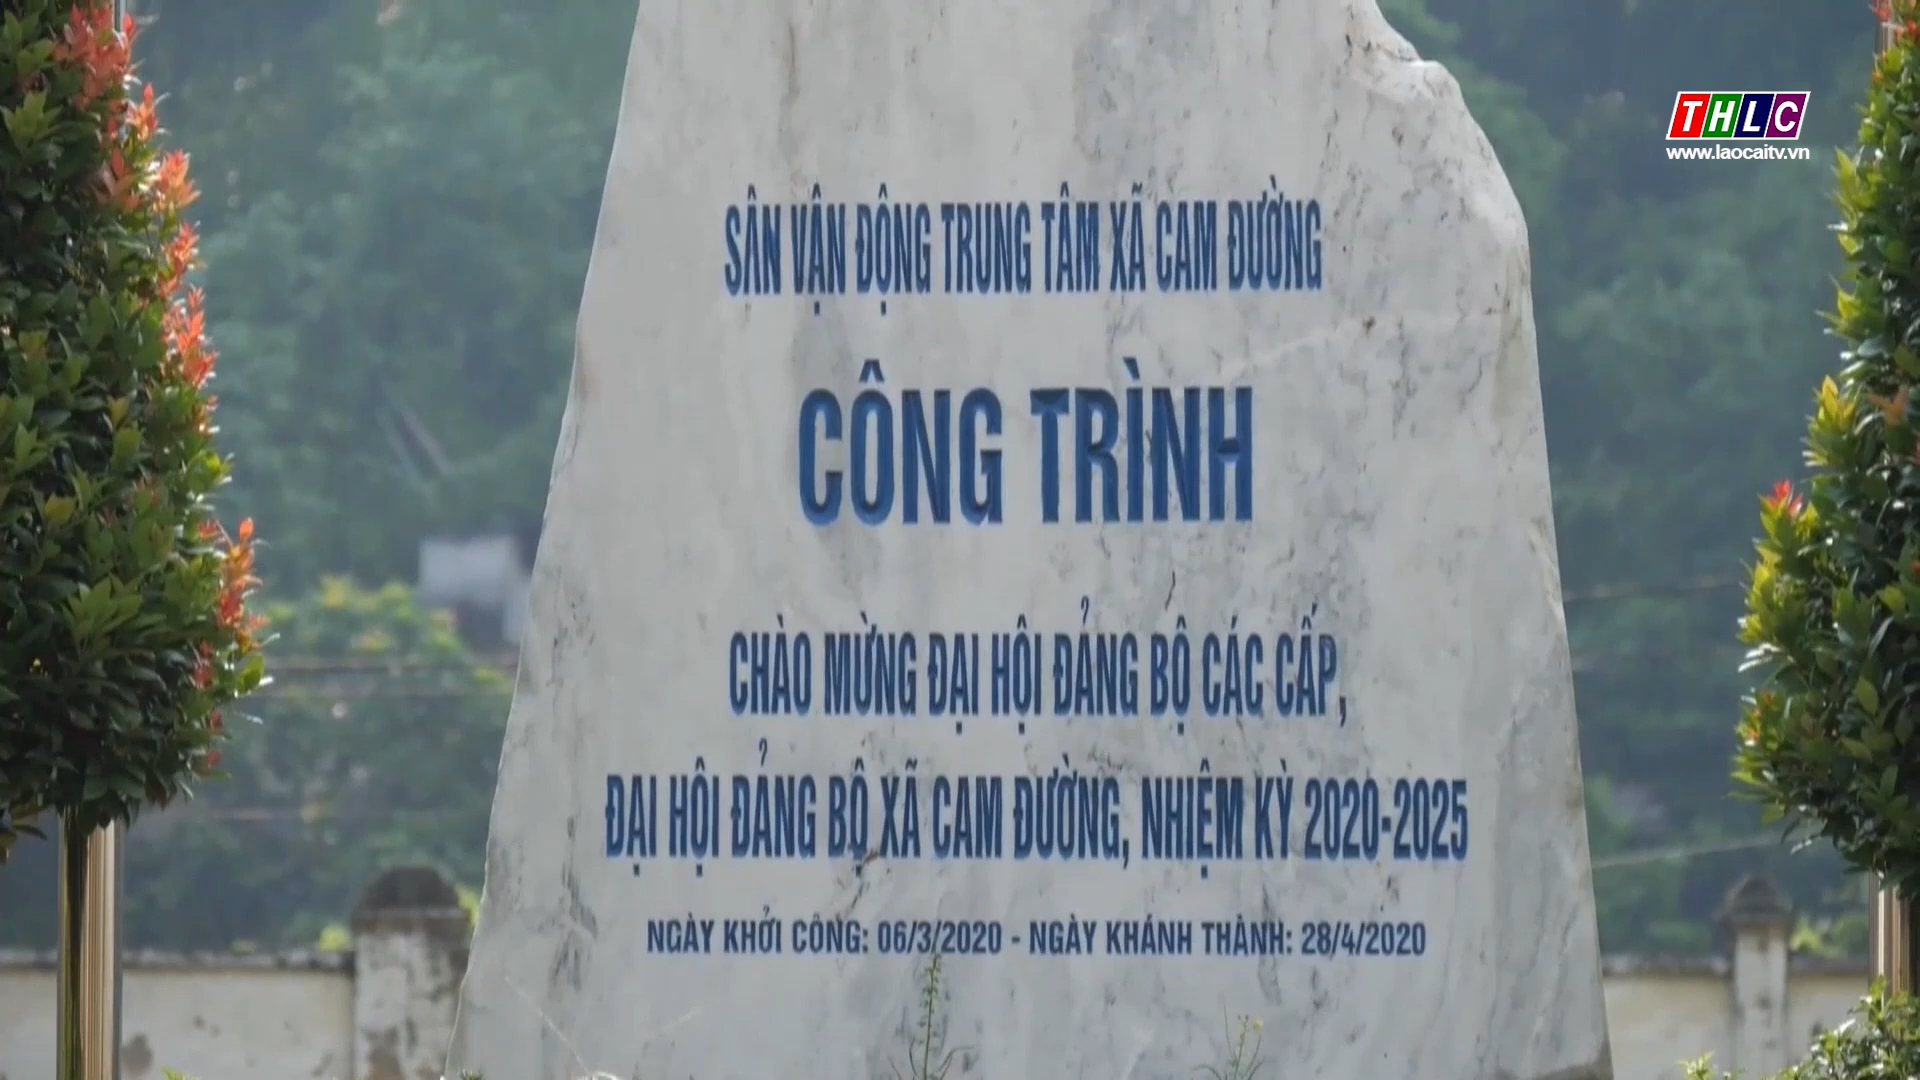 THLC
www.laocaitv.vn
SÂN VẬN ĐỘNG TRUNG TÂM XÃ CAM ĐƯỜNG
CÔNG TRÌNH
CHÀO MỪNG ĐẠI HỘI ĐẢNG BỘ CÁC CẤP,
ĐẠI HỘI ĐẢNG BỘ XÃ CAM ĐƯỜNG, NHIỆM KỲ 2020-2025
NGÀY KHỞI CÔNG: 06/3/2020 - NGÀY KHÁNH THÀNH: 28/4/2020